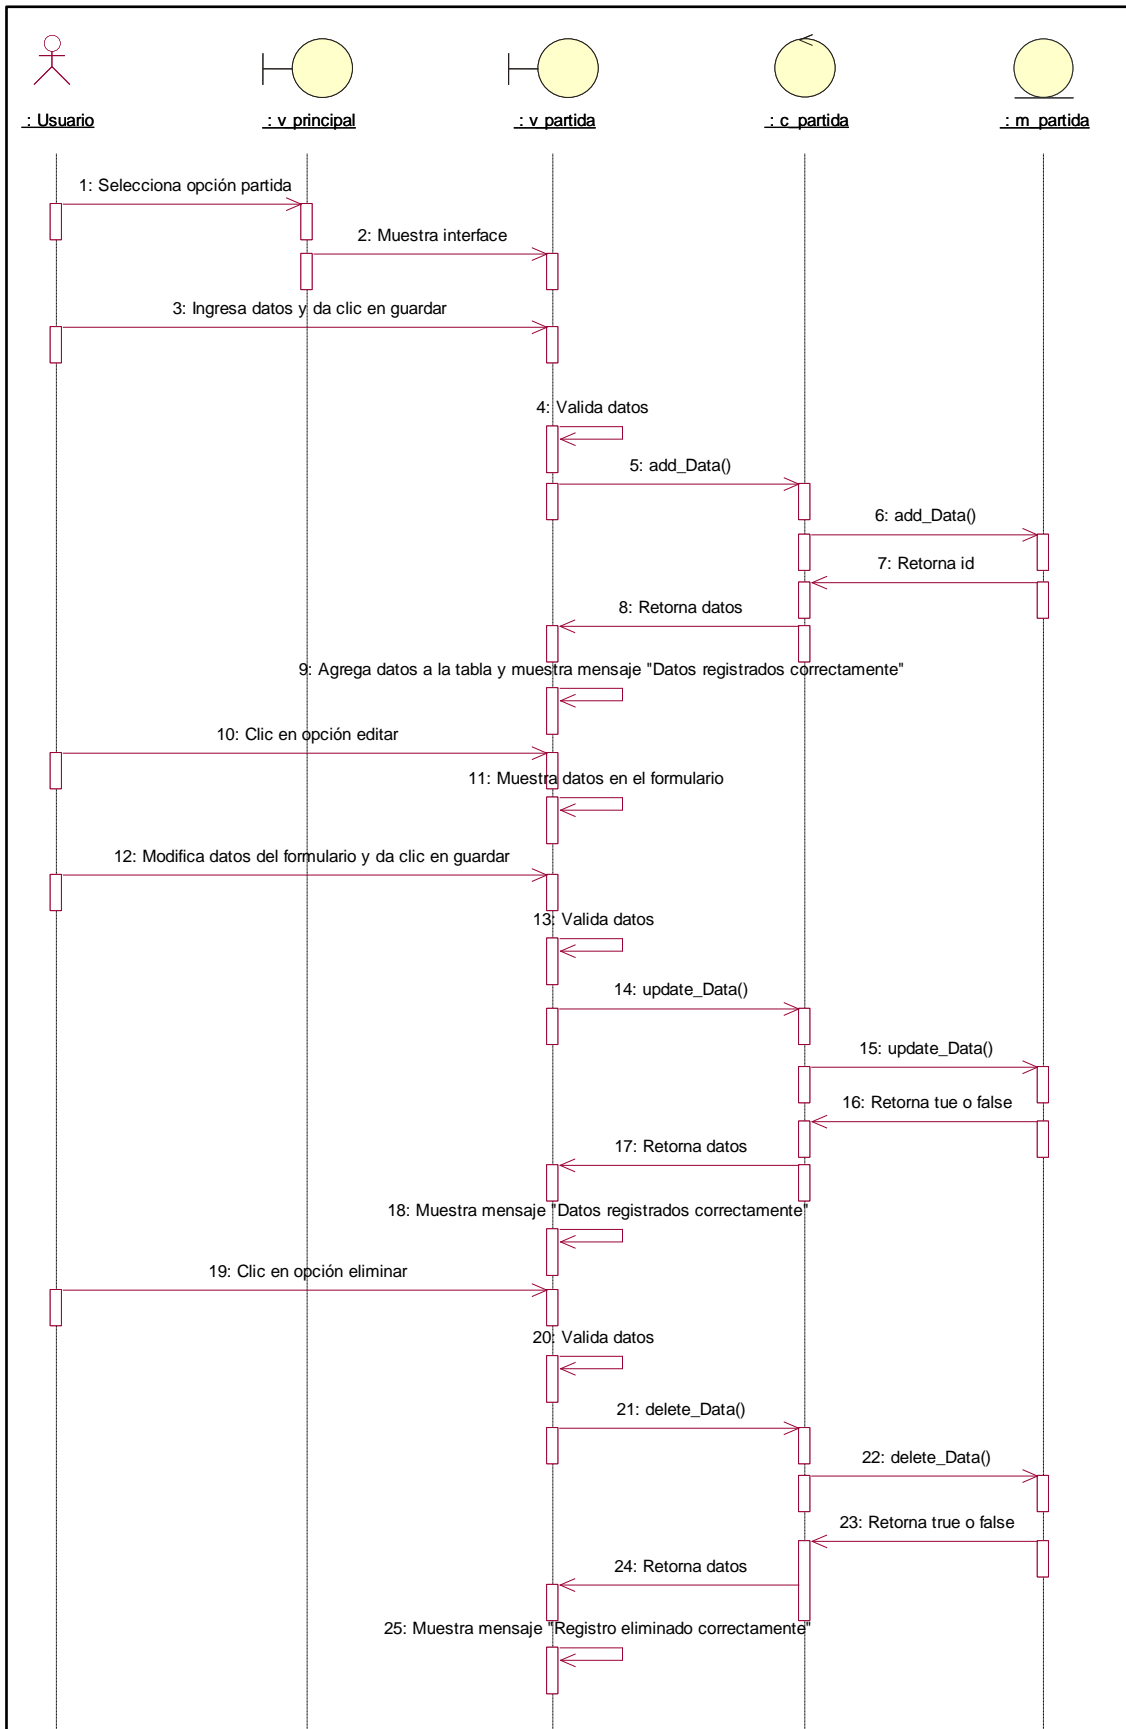 : Usuario
: v_principal
: v_partida
: c_partida
: m_partida
1: Selecciona opción partida
2: Muestra interface
3: Ingresa datos y da clic en guardar
4: Valida datos
5: add_Data()
6: add_Data()
7: Retorna id
8: Retorna datos
9: Agrega datos a la tabla y muestra mensaje "Datos registrados correctamente"
10: Clic en opción editar
11: Muestra datos en el formulario
12: Modifica datos del formulario y da clic en guardar
13: Valida datos
14: update_Data()
15: update_Data()
16: Retorna tue o false
17: Retorna datos
18: Muestra mensaje "Datos registrados correctamente"
19: Clic en opción eliminar
20: Valida datos
21: delete_Data()
22: delete_Data()
23: Retorna true o false
24: Retorna datos
25: Muestra mensaje "Registro eliminado correctamente"